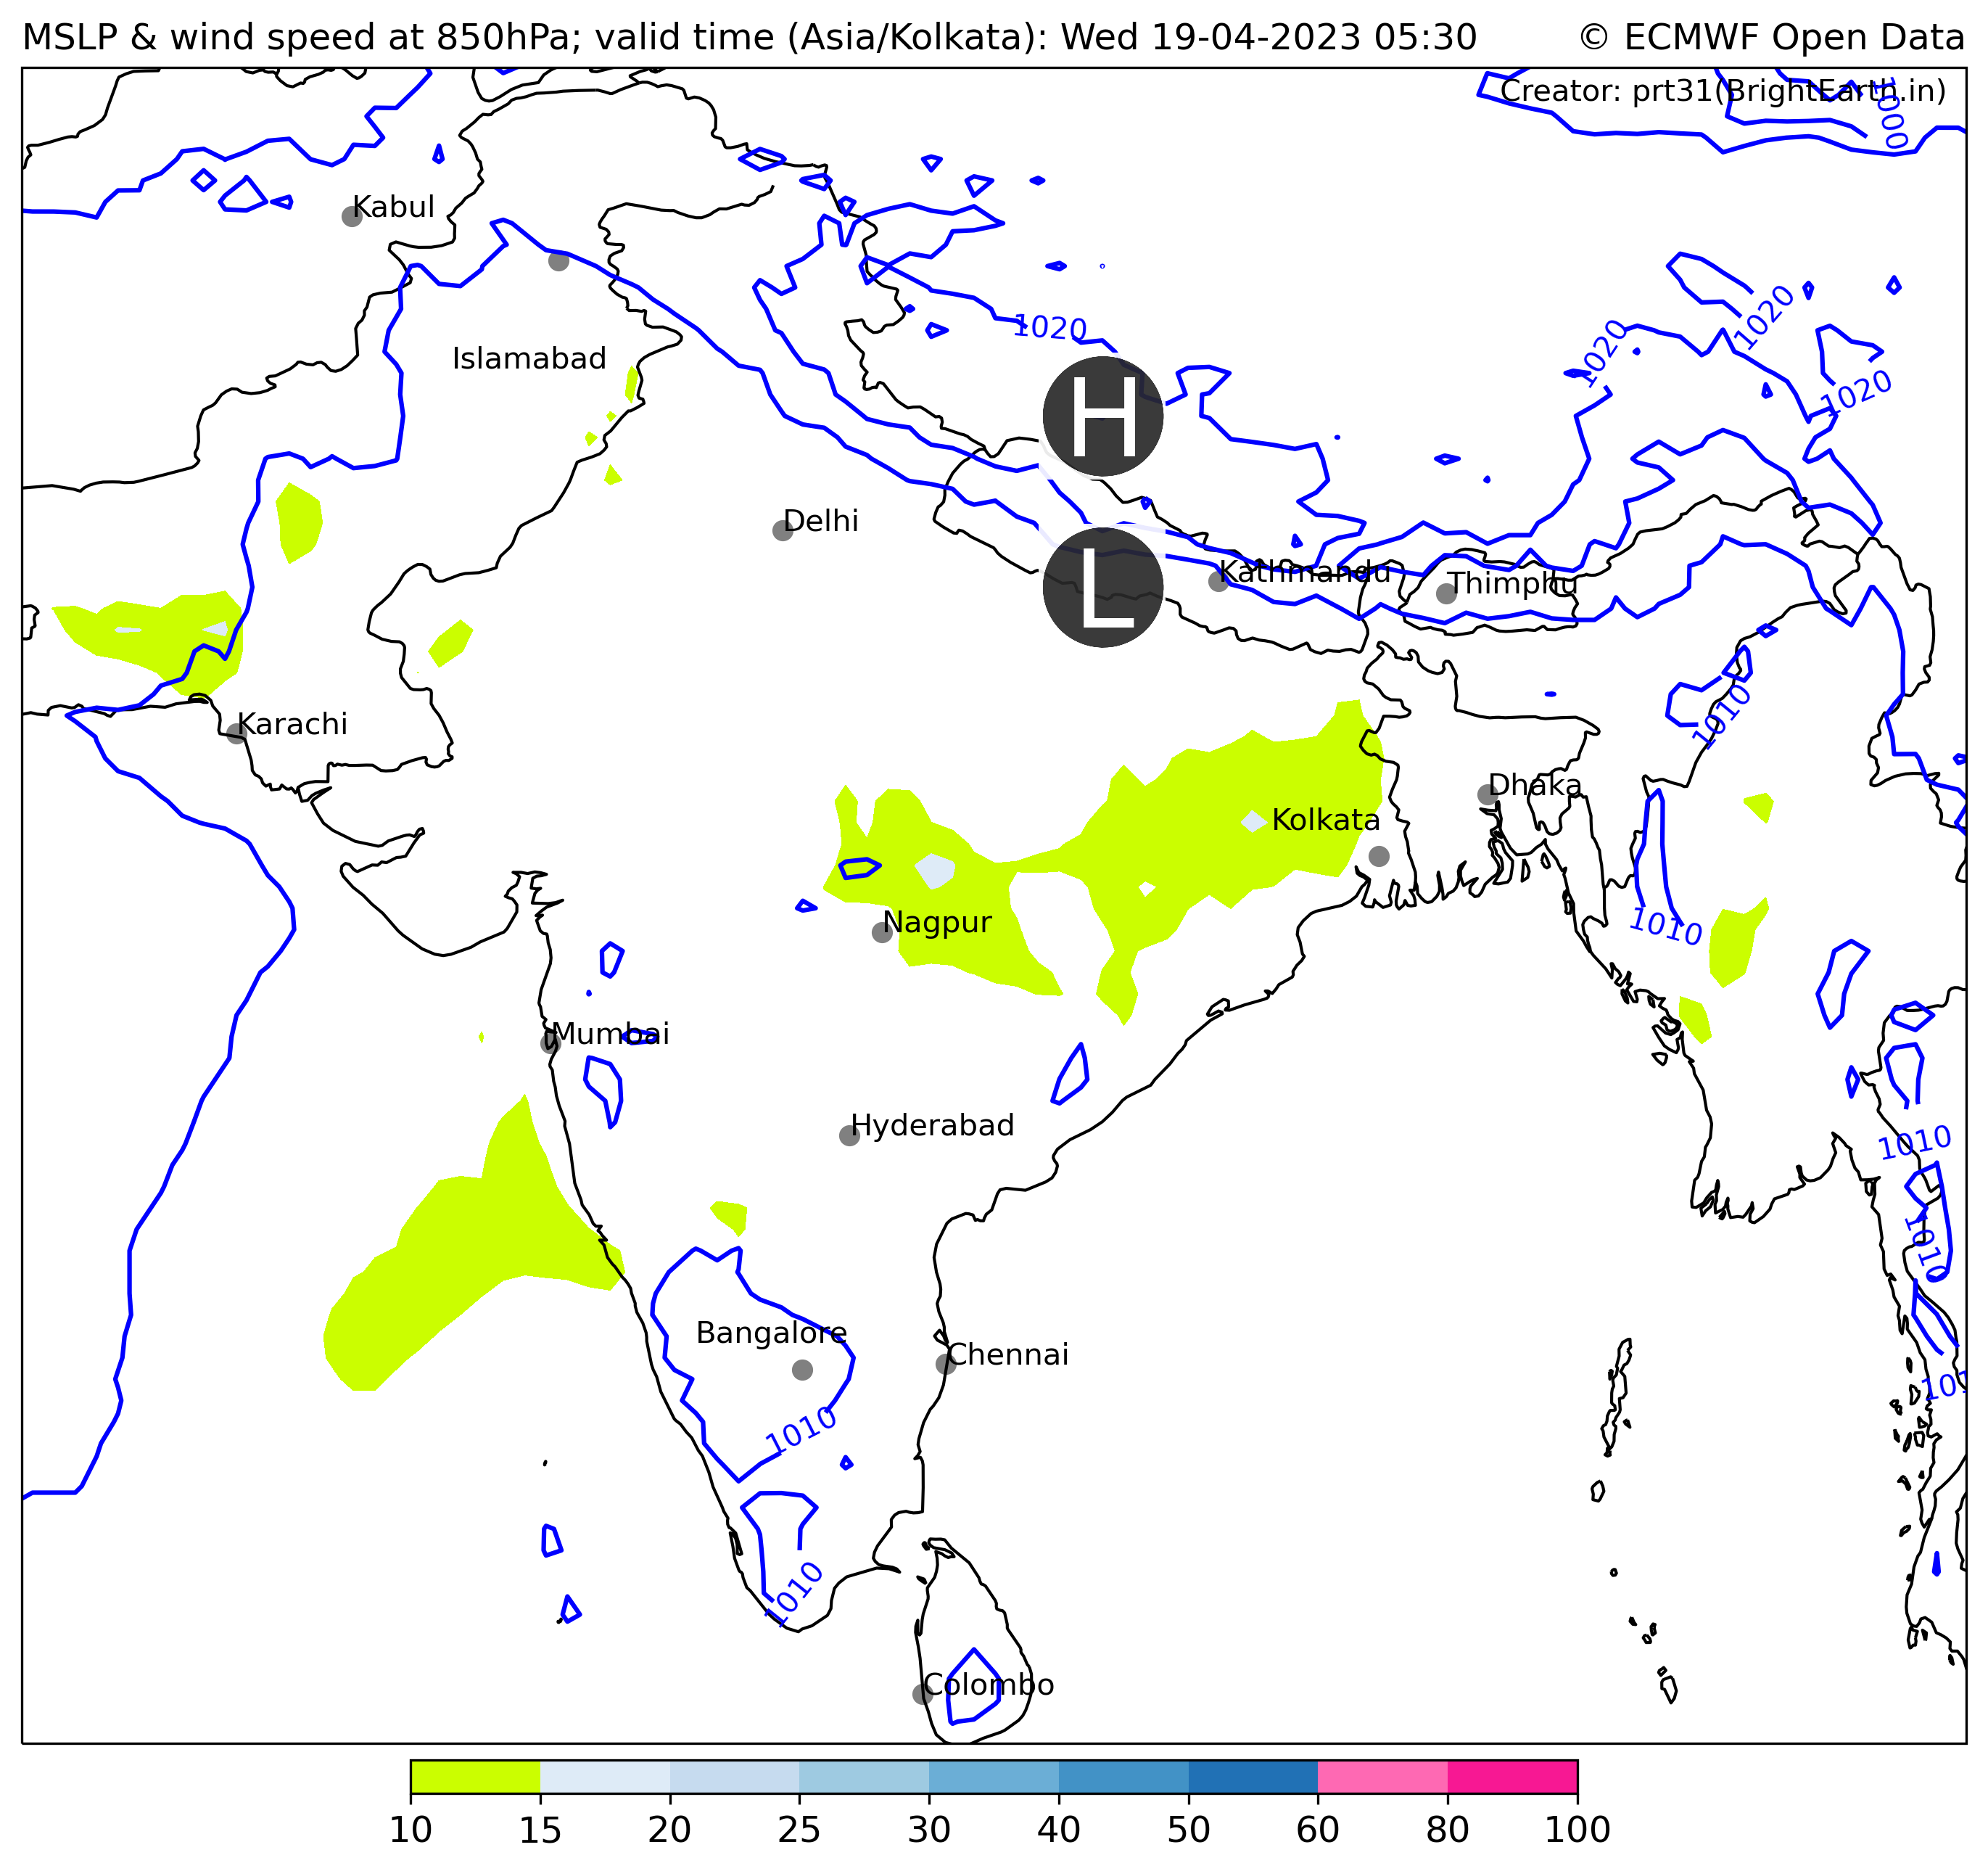 MSLP & wind speed at 850hPa; valid time (Asia/Kolkata): Wed 19-04-2023 05:30 © ECMWF Open Data
Creator: prt31(BrightEarth.in)
1000
Kabul
1020
1020
1020
Islamabad
1020
H
Delhi
L
Kathmandu
Thimphu
1010
Karachi
Dhaka
Kolkata
Nagpur
1010
Mumbai
Hyderabad
1010
1010
Bangalore
Chennai
101
1010
1010
Colombo
10 15 20 25 30 40 50 60 80 100